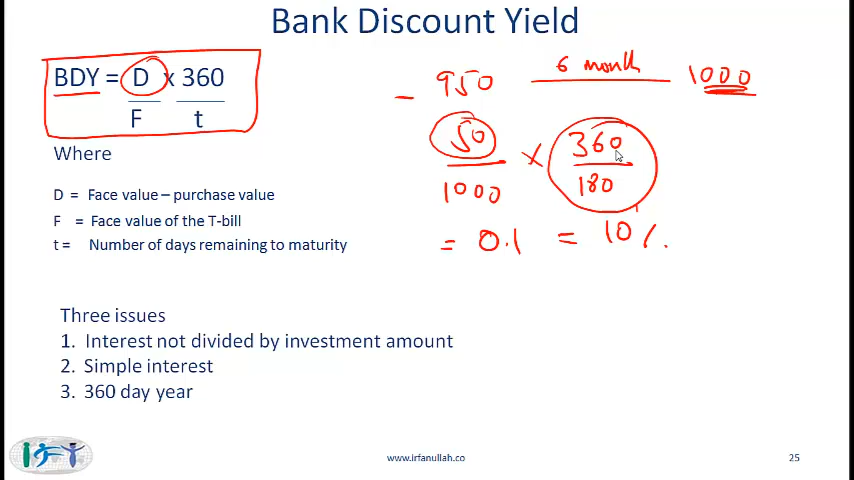 Bank Discount Yield
BDY = D x 360
F t
- 950 6 month 1000
50 x 360
1000 180
= 0.1 = 10 %.
Where
D = Face value – purchase value
F = Face value of the T-bill
t = Number of days remaining to maturity
Three issues
1. Interest not divided by investment amount
2. Simple interest
3. 360 day year
www.irfanullah.co
25